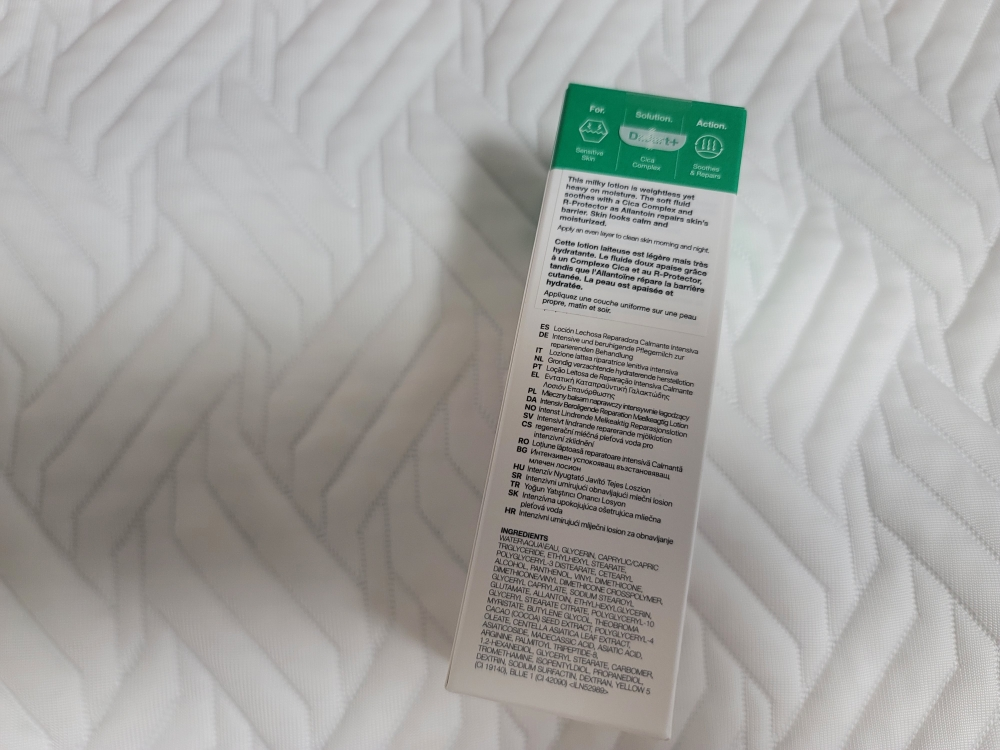 For.
Sensitive
Skin
Solution.
Cica
Complex
Action.
Soothes
& Repairs
This milky lotion is weightless yet
heavy on moisture. The soft fluid
soothes with a Cica Complex and
R-Protector as Allantoin repairs skin's
barrier. Skin looks calm and
moisturized.
Apply an even layer to clean skin morning and night.
Cette lotion laiteuse est légère mais très
hydratante. Le fluide doux apaise grâce
à un Complexe Cica et au R-Protector,
tandis que l'Allantoïne répare la barrière
cutanée. La peau est apaisée et
hydratée.
Appliquez une couche uniforme sur une peau
propre, matin et soir.
ES Loción Lechosa Reparadora Calmante Intensiva
DE Intensive und beruhigende Pflegemilch zur
reparierenden Behandlung
IT Lozione lattea riparatrice lenitiva intensiva
NL Grondig verzachtende hydraterende herstellotion
PT Loção Leitosa de Reparação Intensiva Calmante
EL Εντατική Καταπραϋντική Γαλακτώδης
Λοσιόν Επανόρθωσης
PL Mleczny balsam naprawczy intensywnie łagodzący
DA Intensiv Beroligende Reparation Mælkeagtig Lotion
NO Intenst Lindrende Melkeaktig Reparasjonslotion
SV Intensivt lindrande reparerande mjölklotion
CS regenerační mléčná pleťová voda pro
intenzivní zklidnění
RO Loțiune lăptoasă reparatoare intensivă Calmantă
BG Интензивен успокояващ възстановяващ
млечен лосион
HU Intenzív Nyugtató Javító Tejes Loszion
SR Intenzivni umirujući obnavljajući mlečni losion
TR Yoğun Yatıştırıcı Onarıcı Losyon
SK Intenzívna upokojujúca ošetrujúca mliečna
pleťová voda
HR Intenzivni umirujući mliječni losion za obnavljanje
INGREDIENTS
WATER\AQUA\EAU, GLYCERIN, CAPRYLIC/CAPRIC
TRIGLYCERIDE, ETHYLHEXYL STEARATE,
POLYGLYCERYL-3 DISTEARATE, CETEARYL
ALCOHOL, PANTHENOL, VINYL DIMETHICONE,
DIMETHICONE/VINYL DIMETHICONE CROSSPOLYMER,
GLYCERYL CAPRYLATE, SODIUM STEAROYL
GLUTAMATE, ALLANTOIN, ETHYLHEXYLGLYCERIN,
GLYCERYL STEARATE CITRATE, POLYGLYCERYL-10
MYRISTATE, BUTYLENE GLYCOL, THEOBROMA
CACAO (COCOA) SEED EXTRACT, POLYGLYCERYL-4
OLEATE, CENTELLA ASIATICA LEAF EXTRACT,
ASIATICOSIDE, MADECASSIC ACID, ASIATIC ACID,
ARGININE, PALMITOYL TRIPEPTIDE-8,
1,2-HEXANEDIOL, GLYCERYL STEARATE, CARBOMER,
TROMETHAMINE, ISOPENTYLDIOL, PROPANEDIOL,
DEXTRIN, SODIUM SURFACTIN, DEXTRAN, YELLOW 5
(CI 19140), BLUE 1 (CI 42090) <ILN52989>